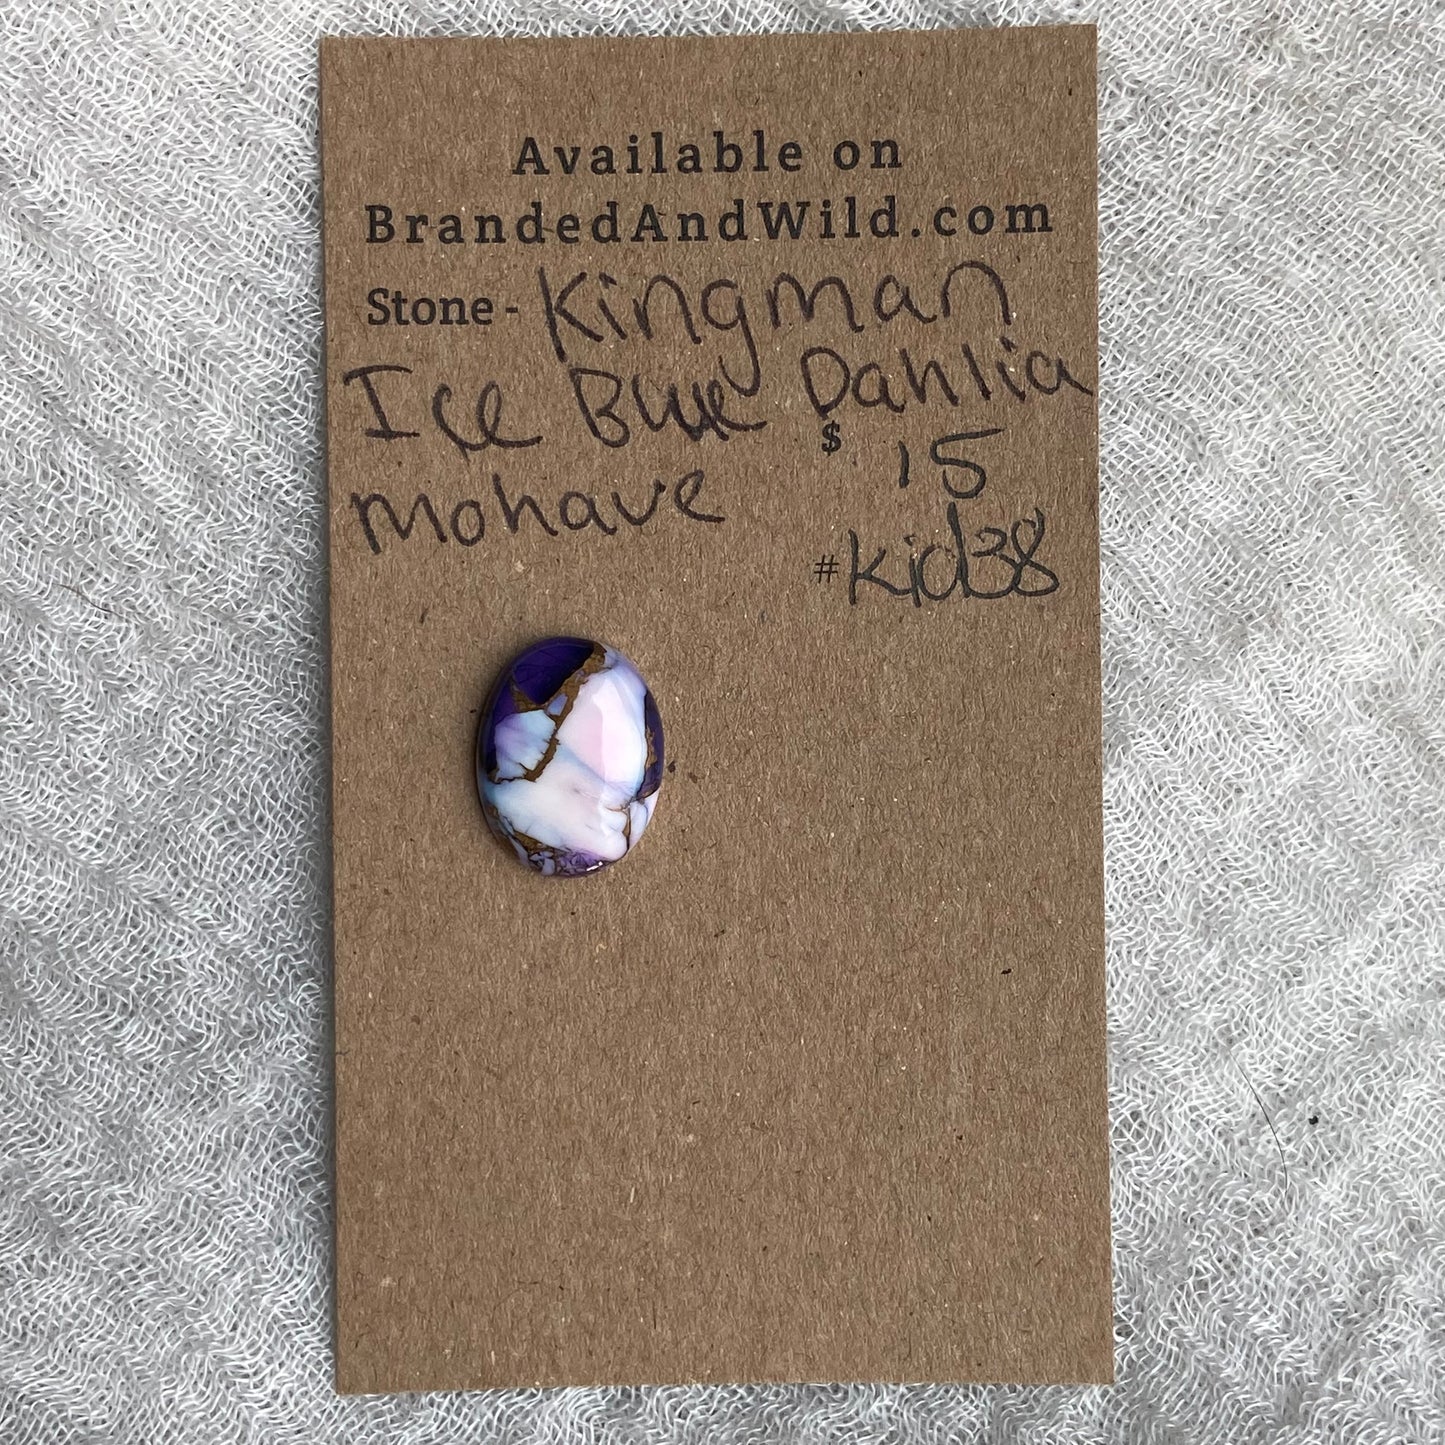 Available on
BrandedAndWild.com
Stone - Kingman
Ice Blue Dahlia
Mohave $ 15
#Kid38